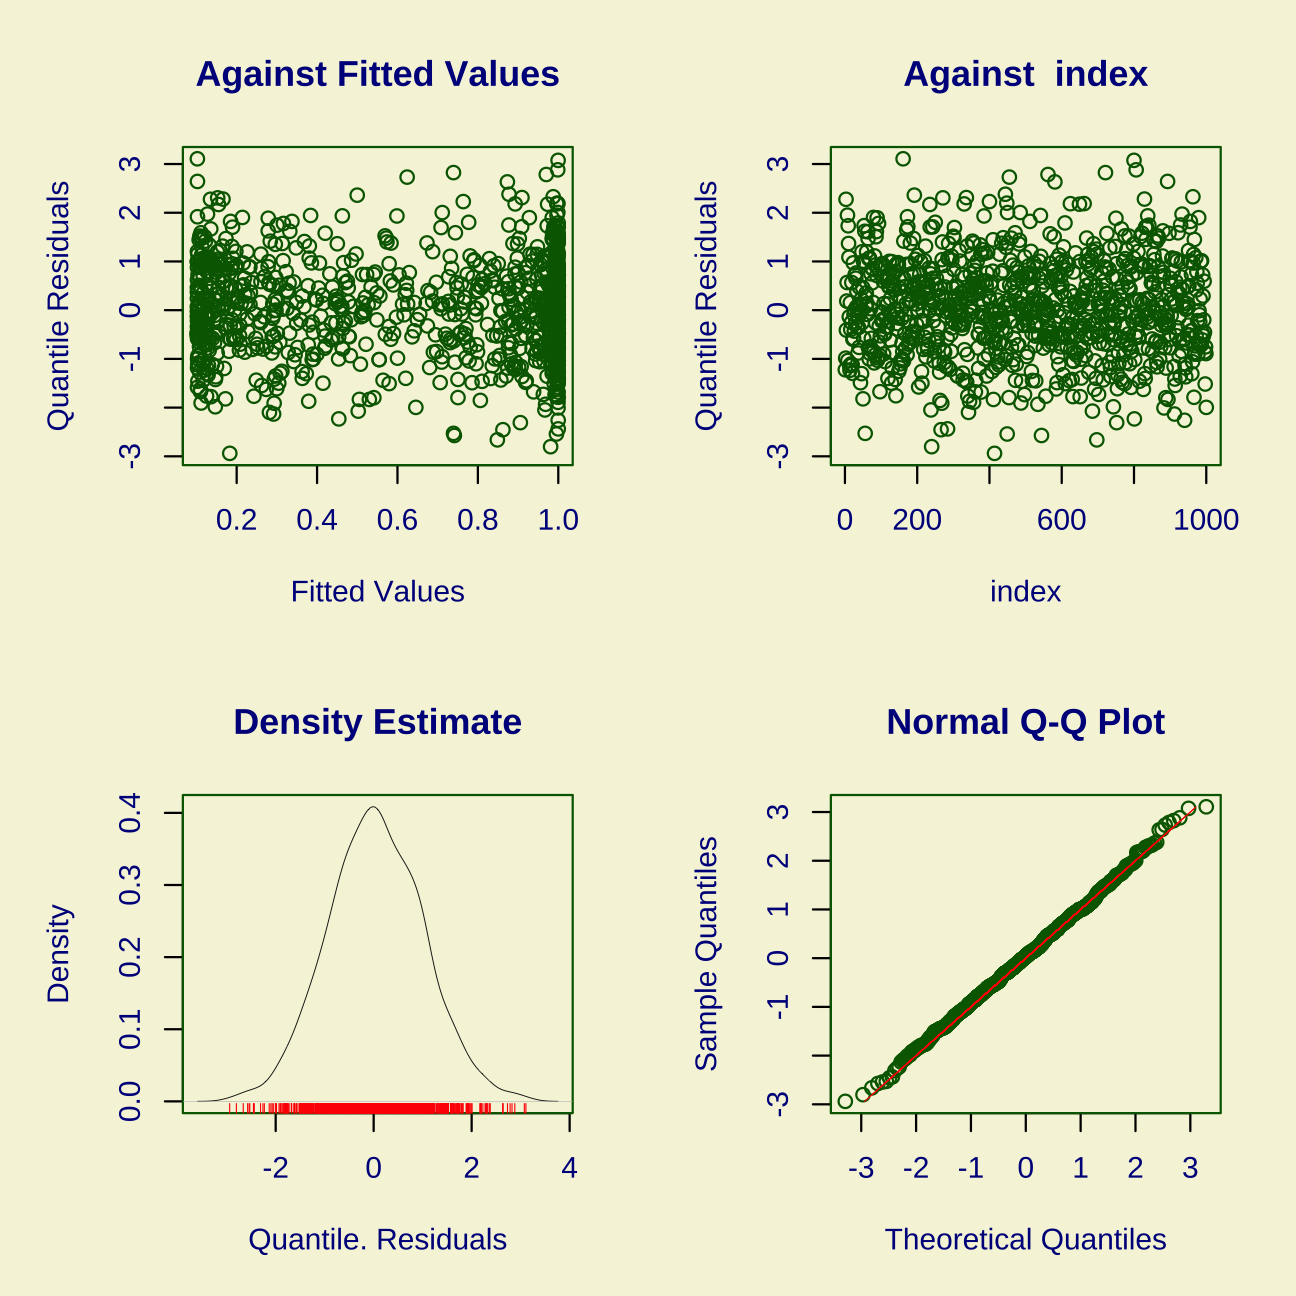 Against Fitted Values
Quantile Residuals
3
2
1
0
-1
-3
0.2 0.4 0.6 0.8 1.0
Fitted Values
Against  index
Quantile Residuals
3
2
1
0
-1
-3
0 200 600 1000
index
Density Estimate
Density
0.4
0.3
0.2
0.1
0.0
-2 0 2 4
Quantile. Residuals
Normal Q-Q Plot
Sample Quantiles
3
2
1
0
-1
-3
-3 -2 -1 0 1 2 3
Theoretical Quantiles